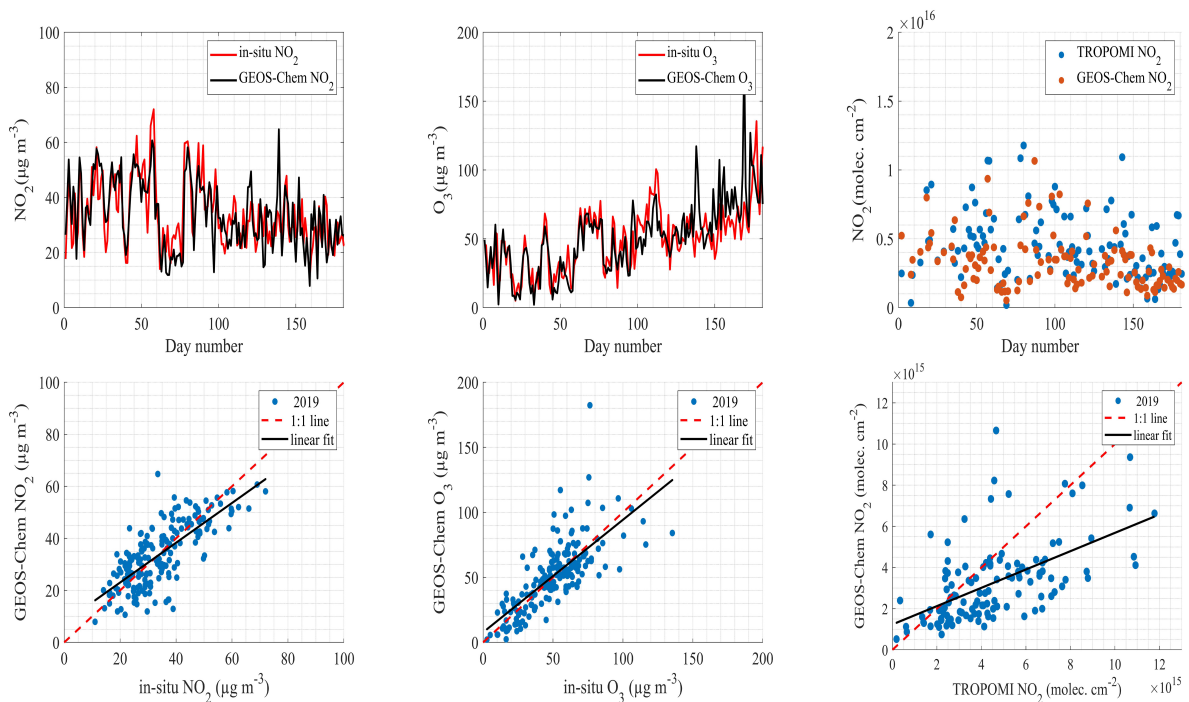 100
80
60
40
20
0
NO2(µg m-3)
in-situ NO2
GEOS-Chem NO2
0 50 100 150
Day number
200
150
100
50
0
O3(µg m-3)
in-situ O3
GEOS-Chem O3
0 50 100 150
Day number
×10^16
2
1.5
1
0.5
0
NO2(molec. cm-2)
TROPOMI NO2
GEOS-Chem NO2
0 50 100 150
Day number
100
80
60
40
20
0
GEOS-Chem NO2 (µg m-3)
2019
1:1 line
linear fit
0 20 40 60 80 100
in-situ NO2 (µg m-3)
200
150
100
50
0
GEOS-Chem O3 (µg m-3)
2019
1:1 line
linear fit
0 50 100 150 200
in-situ O3 (µg m-3)
×10^15
12
10
8
6
4
2
0
GEOS-Chem NO2 (molec. cm-2)
2019
1:1 line
linear fit
0 2 4 6 8 10 12
×10^15
TROPOMI NO2 (molec. cm-2)